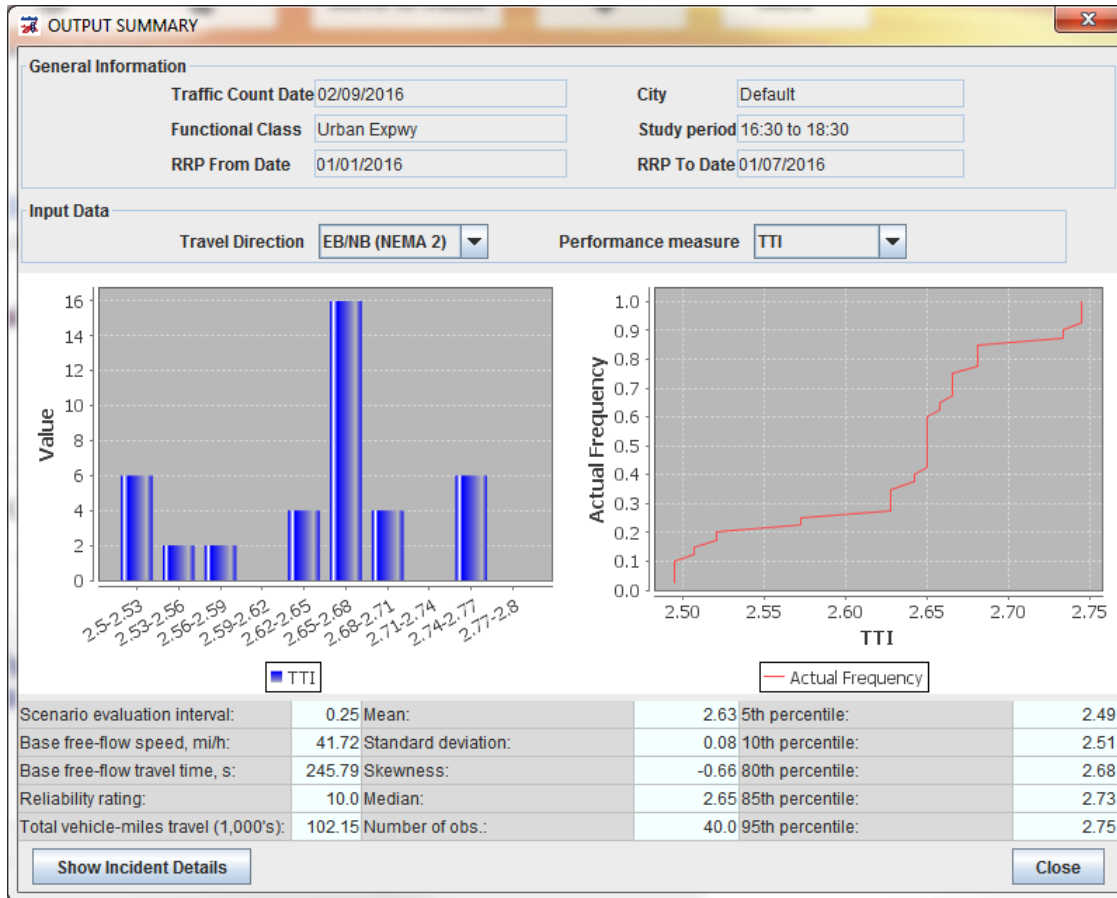 OUTPUT SUMMARY
General Information
Traffic Count Date 02/09/2016 City Default
Functional Class Urban Expwy Study period 16:30 to 18:30
RRP From Date 01/01/2016 RRP To Date 01/07/2016
Input Data
Travel Direction EB/NB (NEMA 2) Performance measure TTI
Value
16
14
12
10
8
6
4
2
0
2.5-2.53 2.53-2.56 2.56-2.59 2.59-2.62 2.62-2.65 2.65-2.68 2.68-2.71 2.71-2.74 2.74-2.77 2.77-2.8
TTI
Actual Frequency
1.0
0.9
0.8
0.7
0.6
0.5
0.4
0.3
0.2
0.1
0.0
2.50 2.55 2.60 2.65 2.70 2.75
TTI
Actual Frequency
Scenario evaluation interval: 0.25 Mean: 2.63 5th percentile: 2.49
Base free-flow speed, mi/h: 41.72 Standard deviation: 0.08 10th percentile: 2.51
Base free-flow travel time, s: 245.79 Skewness: -0.66 80th percentile: 2.68
Reliability rating: 10.0 Median: 2.65 85th percentile: 2.73
Total vehicle-miles travel (1,000's): 102.15 Number of obs.: 40.0 95th percentile: 2.75
Show Incident Details Close